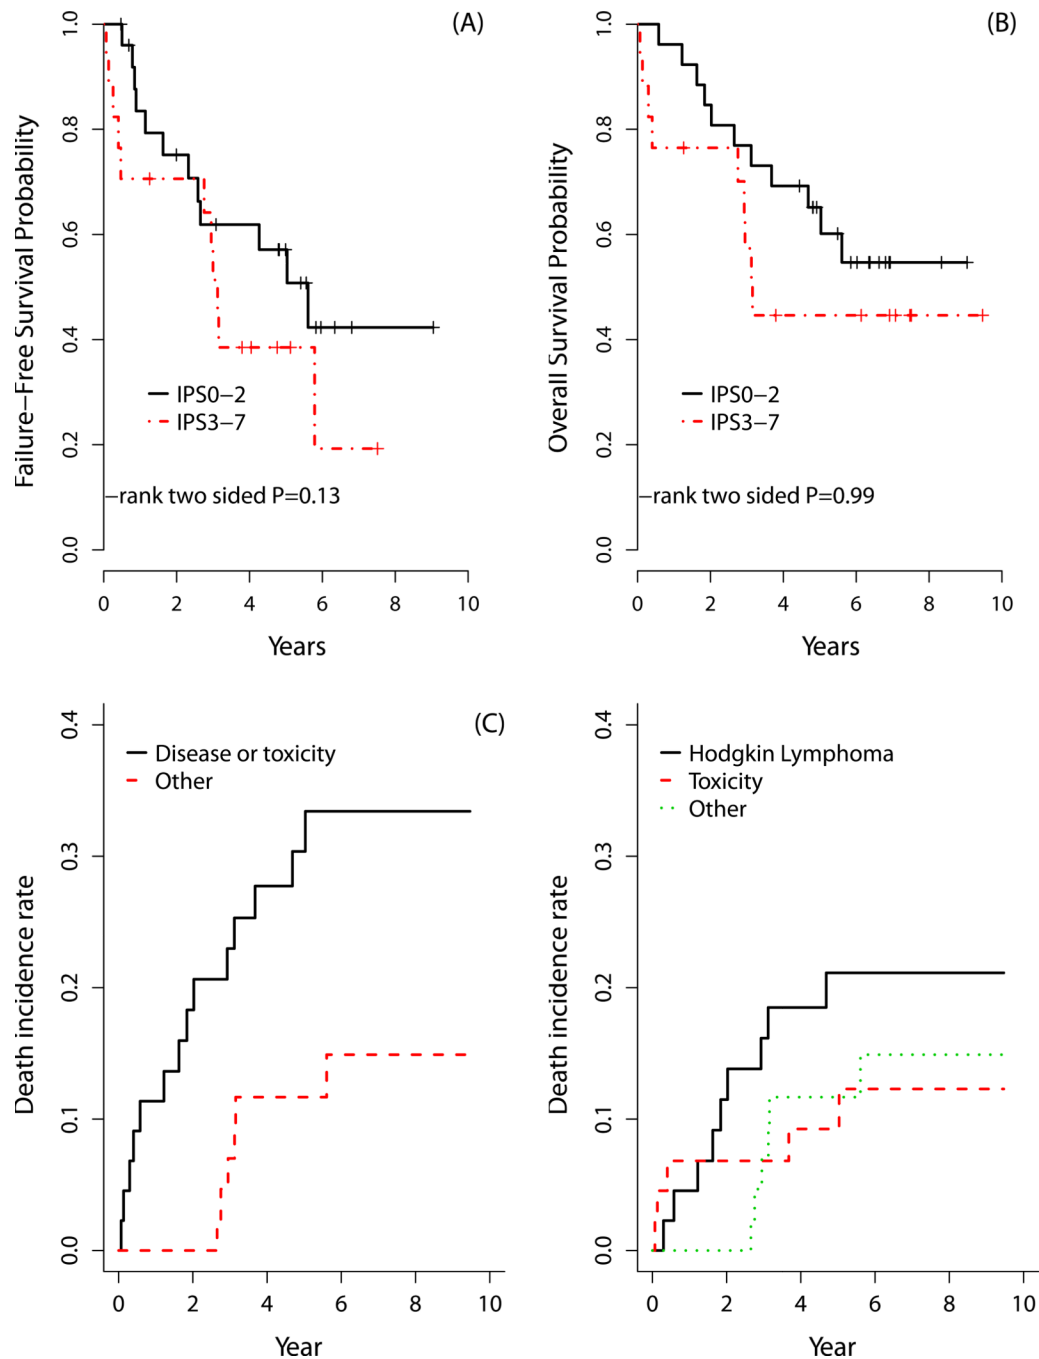 (A)
Failure−Free Survival Probability
1.0
0.8
0.6
0.4
0.2
0.0
IPS0−2
IPS3−7
−rank two sided P=0.13
0 2 4 6 8 10
Years
(B)
Overall Survival Probability
1.0
0.8
0.6
0.4
0.2
0.0
IPS0−2
IPS3−7
−rank two sided P=0.99
0 2 4 6 8 10
Years
(C)
Death incidence rate
0.4
0.3
0.2
0.1
0.0
Disease or toxicity
Other
0 2 4 6 8 10
Year
Death incidence rate
0.4
0.3
0.2
0.1
0.0
Hodgkin Lymphoma
Toxicity
Other
0 2 4 6 8 10
Year